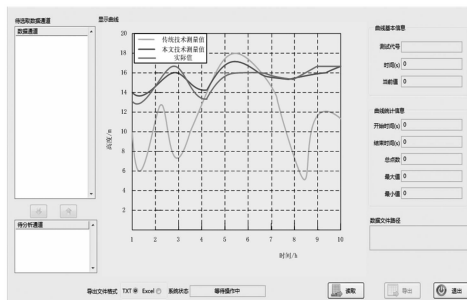 待选取数据通道
数据通道
待分析通道
显示曲线
传统技术测量值
本文技术测量值
实际值
高度/m
20
18
16
14
12
10
8
6
4
2
1 2 3 4 5 6 7 8 9 10
时间/h
曲线基本信息
测试代号
时间(s) 0
当前值 0
曲线统计信息
开始时间(s) 0
结束时间(s) 0
总点数 0
最大值 0
最小值 0
数据文件路径
导出文件格式 TXT Excel 系统状态 等待操作中
读取 导出 退出